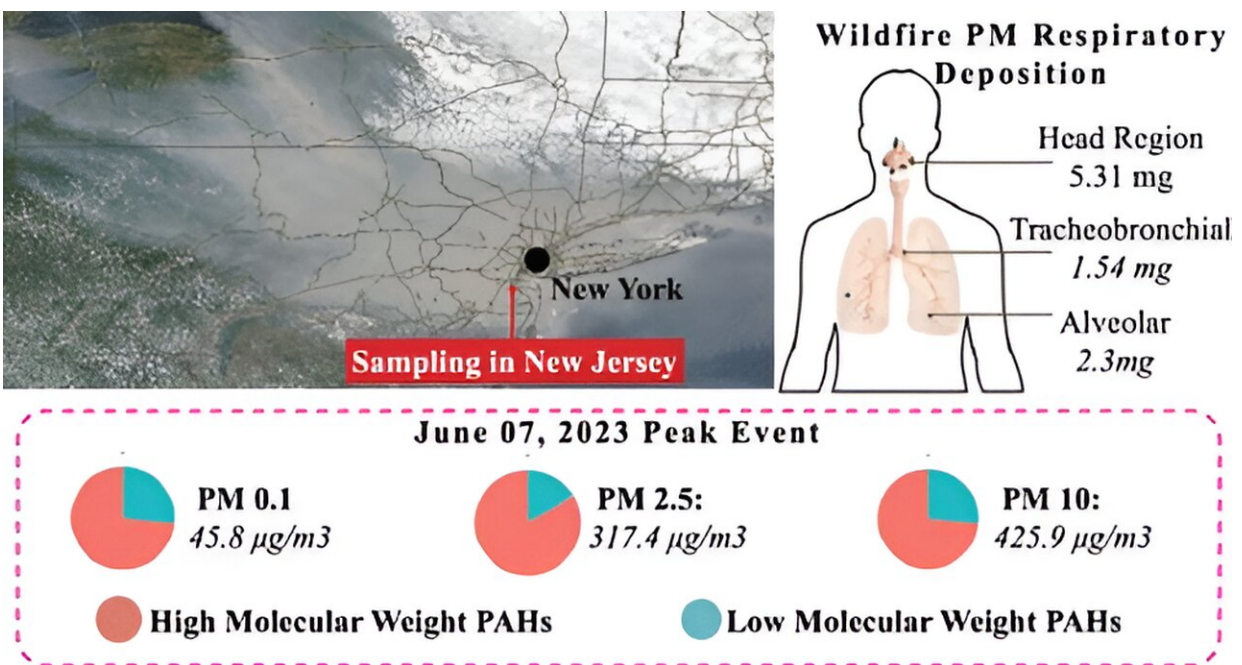 Wildfire PM Respiratory
Deposition
Head Region
5.31 mg
Tracheobronchial
1.54 mg
Alveolar
2.3mg
New York
Sampling in New Jersey
June 07, 2023 Peak Event
PM 0.1
45.8 µg/m3
PM 2.5:
317.4 µg/m3
PM 10:
425.9 µg/m3
High Molecular Weight PAHs
Low Molecular Weight PAHs